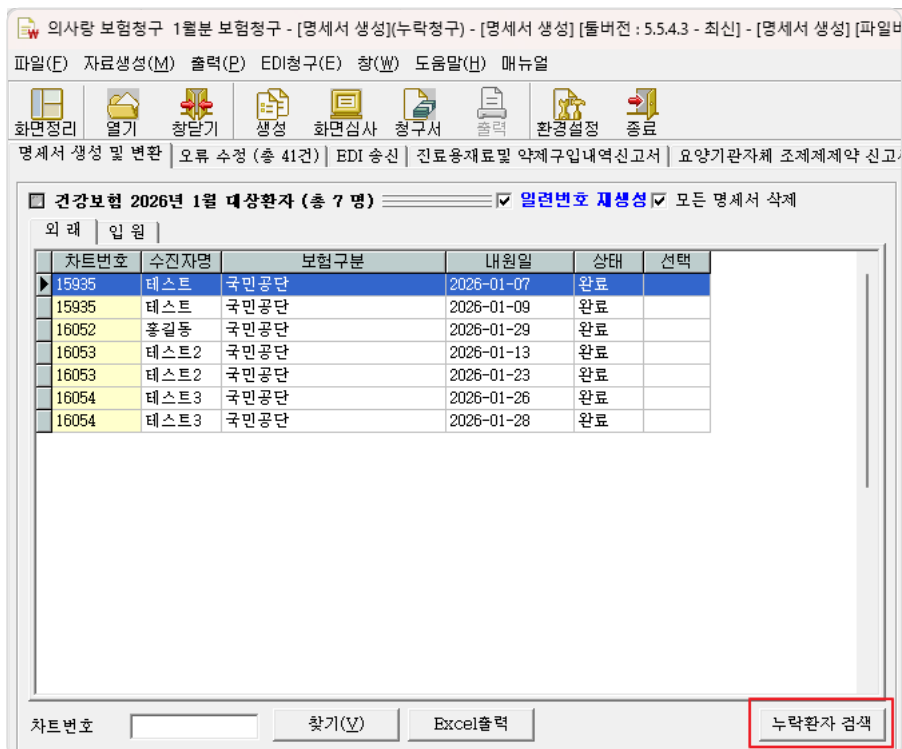 의사랑 보험청구 1월분 보험청구 - [명세서 생성](누락청구) - [명세서 생성] [툴버전 : 5.5.4.3 - 최신] - [명세서 생성] [파일버
파일(F) 자료생성(M) 출력(P) EDI청구(E) 창(W) 도움말(H) 매뉴얼
화면정리 열기 창닫기 생성 화면심사 청구서 출력 환경설정 종료
명세서 생성 및 변환 오류 수정 (총 41건) EDI 송신 진료용재료및 약제구입내역신고서 요양기관자체 조제제제약 신고
건강보험 2026년 1월 대상환자 (총 7 명) 일련번호 재생성 모든 명세서 삭제
외 래 입 원
차트번호 수진자명 보험구분 내원일 상태 선택
15935 테스트 국민공단 2026-01-07 완료
15935 테스트 국민공단 2026-01-09 완료
16052 홍길동 국민공단 2026-01-29 완료
16053 테스트2 국민공단 2026-01-13 완료
16053 테스트2 국민공단 2026-01-23 완료
16054 테스트3 국민공단 2026-01-26 완료
16054 테스트3 국민공단 2026-01-28 완료
차트번호 찾기(V) Excel출력 누락환자 검색